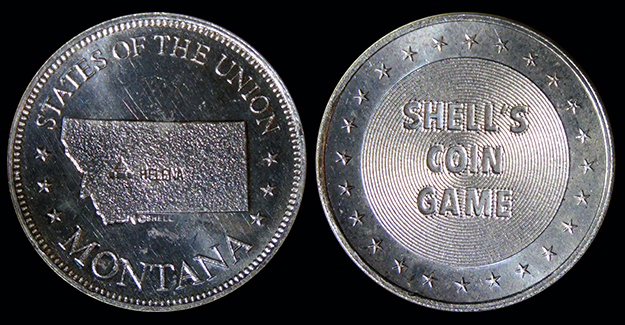 STATES OF THE UNION
HELENA
SHELL
MONTANA
SHELL'S
COIN
GAME